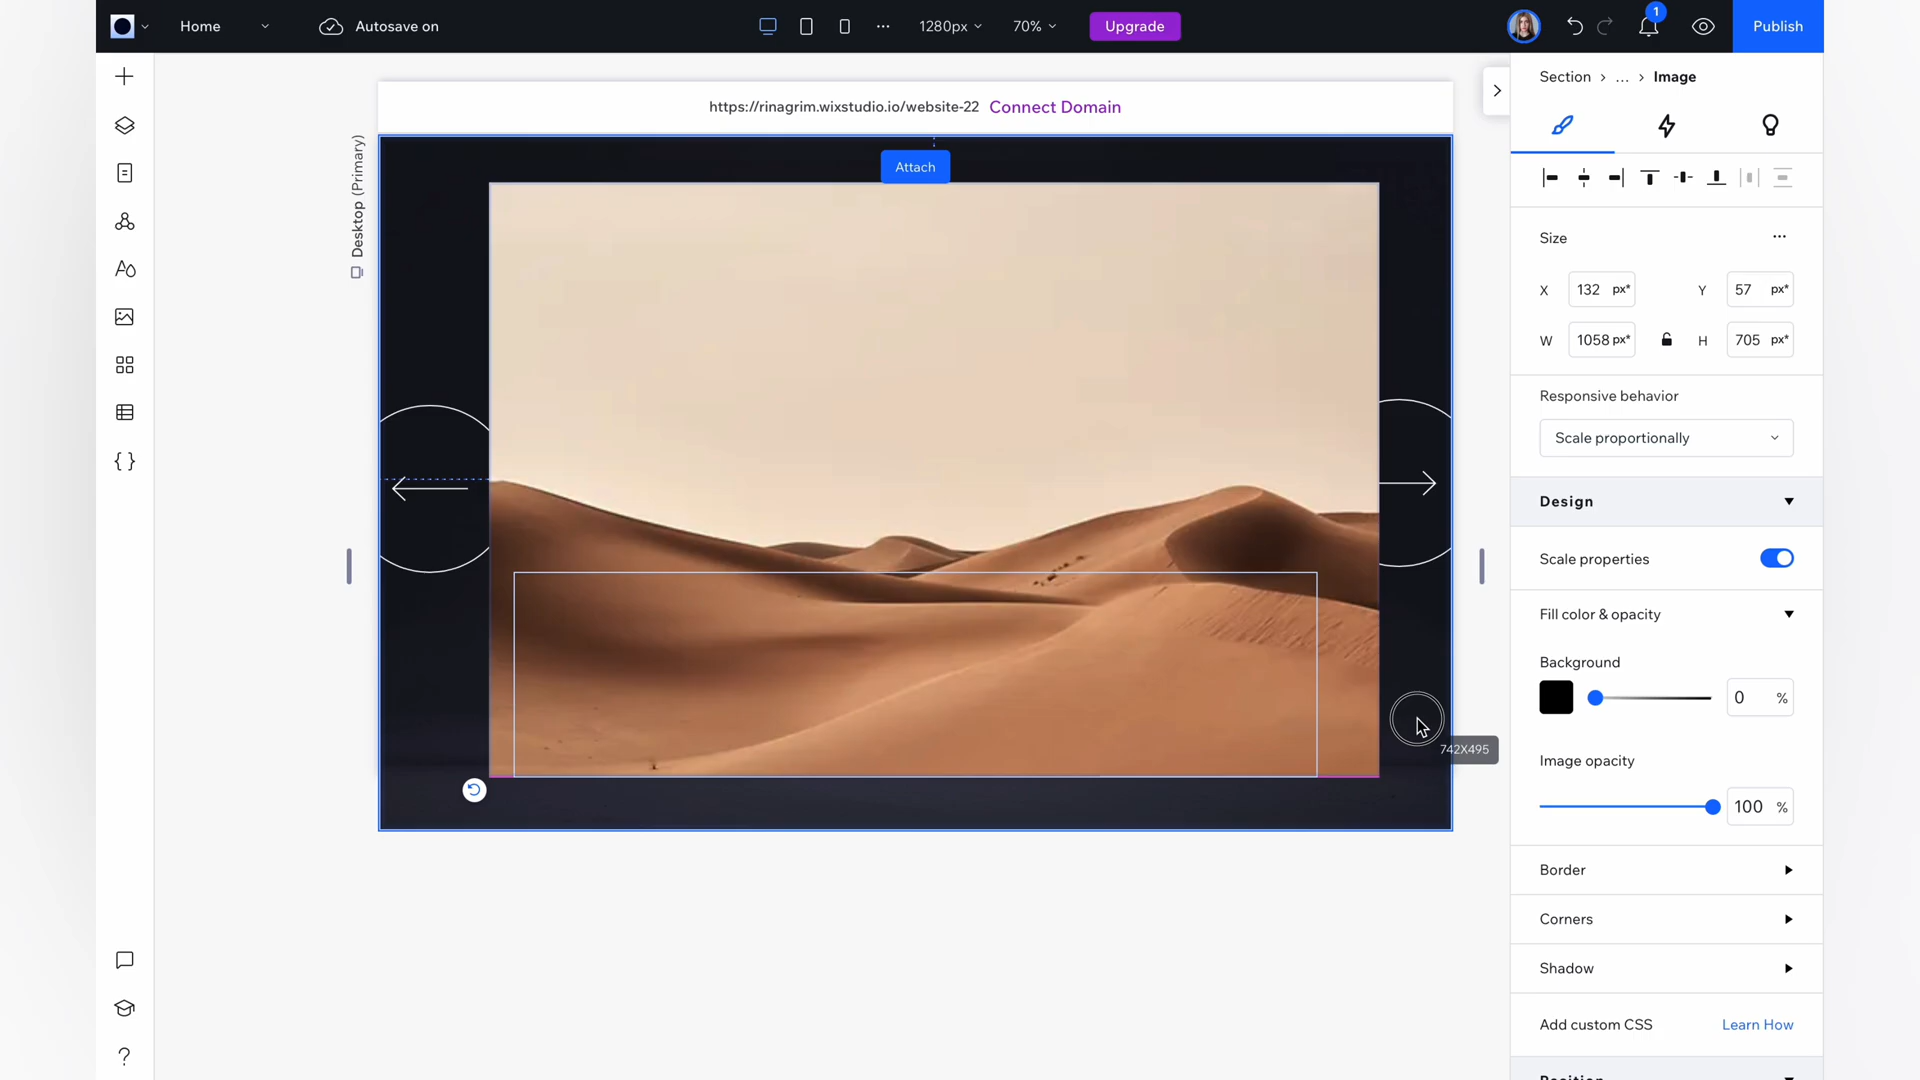 Home
Autosave on
1280px
70%
Upgrade
1
Publish
https://rinagrim.wixstudio.io/website-22 Connect Domain
Desktop (Primary)
Attach
742X495
Section > ... > Image
Size
X 132 px* Y 57 px*
W 1058 px* H 705 px*
Responsive behavior
Scale proportionally
Design
Scale properties
Fill color & opacity
Background
0 %
Image opacity
100 %
Border
Corners
Shadow
Add custom CSS Learn How
Position